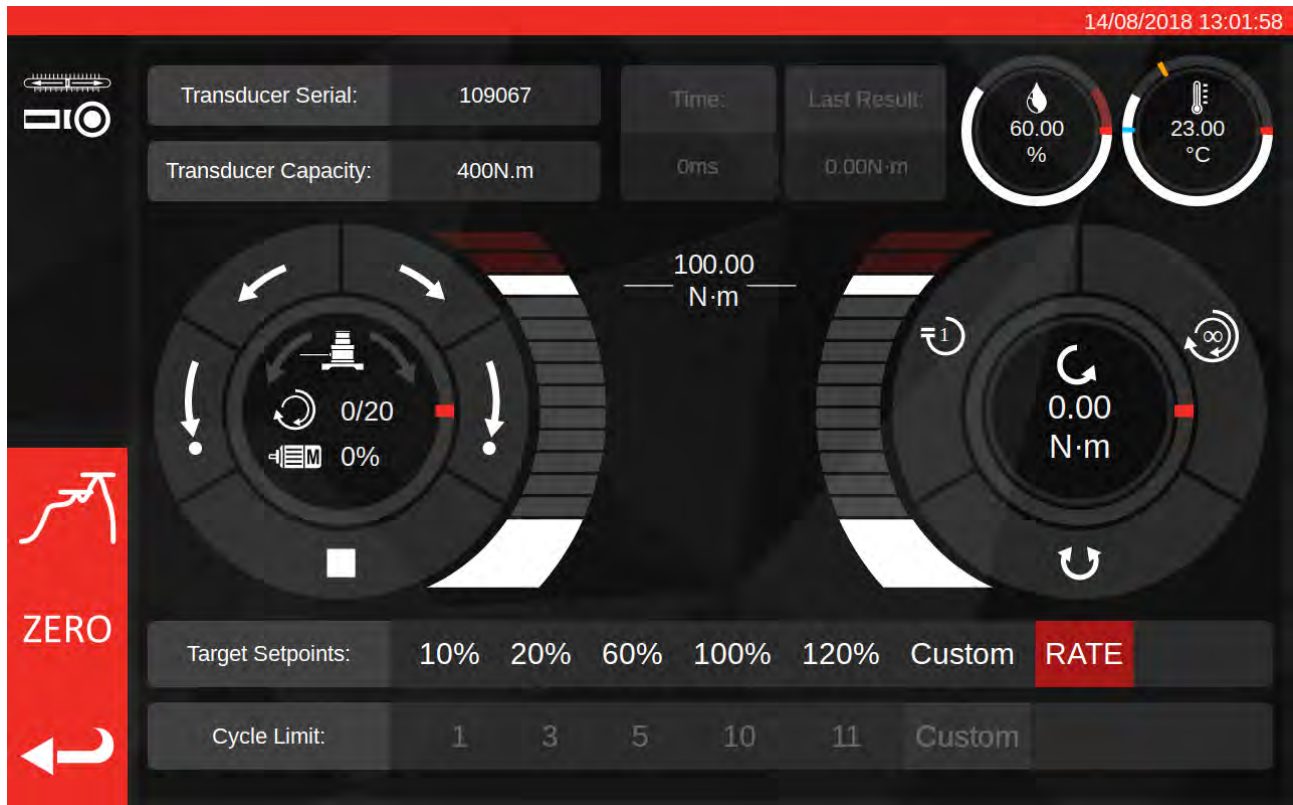 14/08/2018 13:01:58
Transducer Serial: 109067
Time: Last Result:
Transducer Capacity: 400N.m
0ms 0.00N·m
60.00
%
23.00
°C
100.00
N·m
0/20
M 0%
1
∞
0.00
N·m
ZERO
Target Setpoints: 10% 20% 60% 100% 120% Custom RATE
Cycle Limit: 1 3 5 10 11 Custom